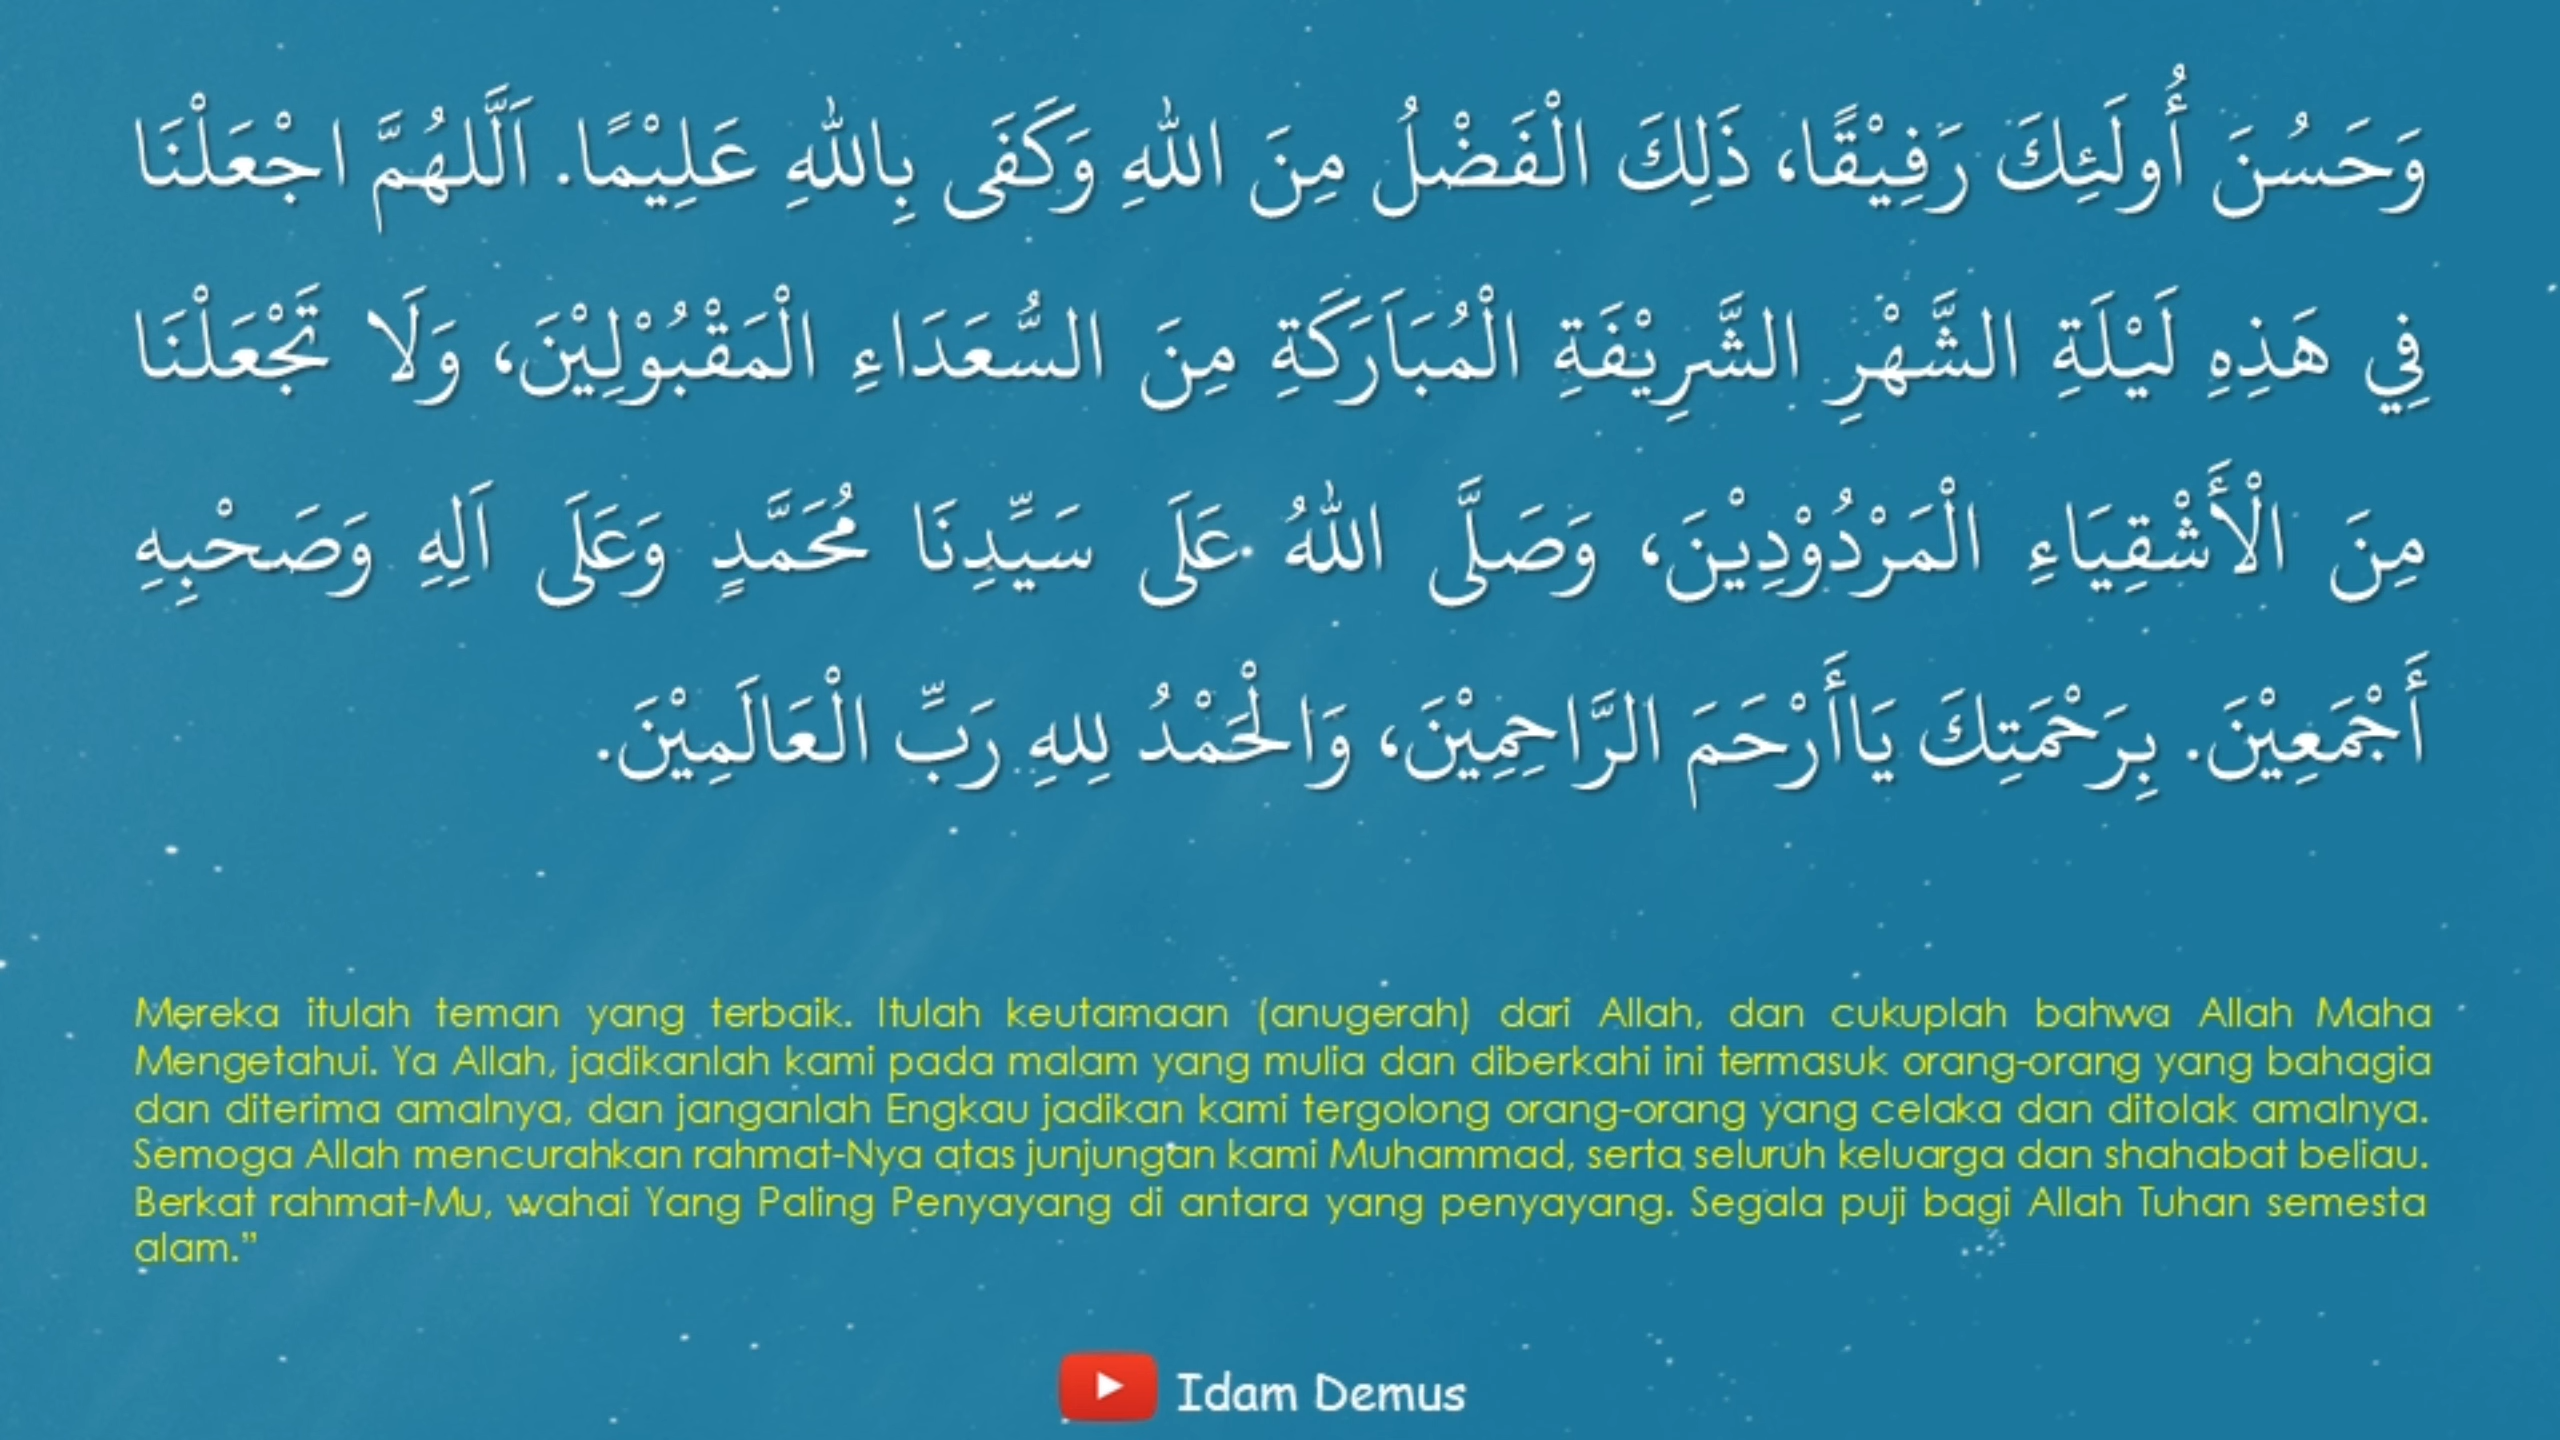 وَحَسُنَ أُولَئِكَ رَفِيْقًا، ذَلِكَ الْفَضْلُ مِنَ اللهِ وَكَفَى بِاللهِ عَلِيْمًا. اَللَّهُمَّ اجْعَلْنَا
فِي هَذِهِ لَيْلَةِ الشَّهْرِ الشَّرِيْفَةِ الْمُبَارَكَةِ مِنَ السُّعَدَاءِ الْمَقْبُوْلِيْنَ، وَلَا تَجْعَلْنَا
مِنَ الْأَشْقِيَاءِ الْمَرْدُوْدِيْنَ، وَصَلَّى اللهُ عَلَى سَيِّدِنَا مُحَمَّدٍ وَعَلَى اَلِهِ وَصَحْبِهِ
أَجْمَعِيْنَ. بِرَحْمَتِكَ يَاأَرْحَمَ الرَّاحِمِيْنَ، وَالْحَمْدُ لِلهِ رَبِّ الْعَالَمِيْنَ.
Mereka itulah teman yang terbaik. Itulah keutamaan (anugerah) dari Allah, dan cukuplah bahwa Allah Maha
Mengetahui. Ya Allah, jadikanlah kami pada malam yang mulia dan diberkahi ini termasuk orang-orang yang bahagia
dan diterima amalnya, dan janganlah Engkau jadikan kami tergolong orang-orang yang celaka dan ditolak amalnya.
Semoga Allah mencurahkan rahmat-Nya atas junjungan kami Muhammad, serta seluruh keluarga dan shahabat beliau.
Berkat rahmat-Mu, wahai Yang Paling Penyayang di antara yang penyayang. Segala puji bagi Allah Tuhan semesta
alam.”
Idam Demus